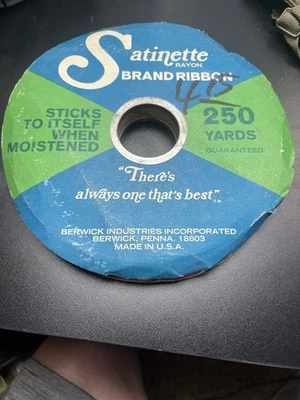 Satinette
RAYON
BRAND RIBBON
STICKS
TO ITSELF
WHEN
MOISTENED
250
YARDS
GUARANTEED
"There's
always one that's best",™
BERWICK INDUSTRIES INCORPORATED
BERWICK, PENNA. 18603
MADE IN U.S.A.